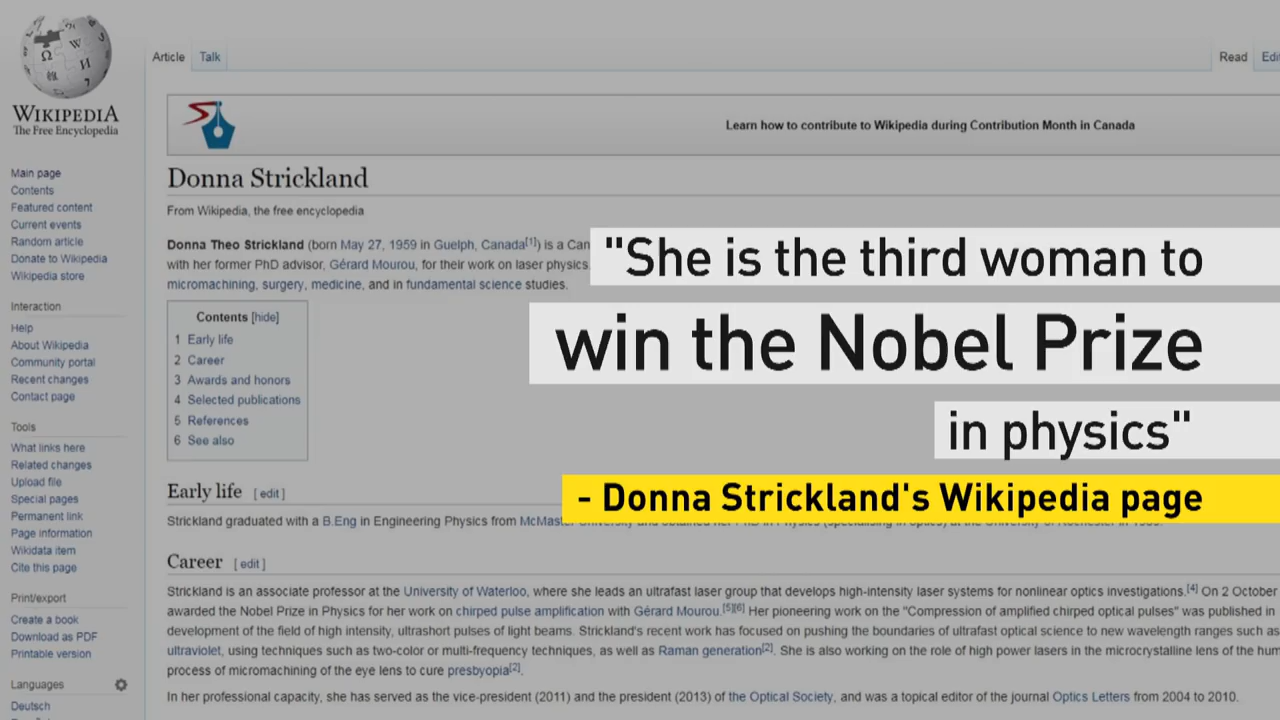 WIKIPEDIA
The Free Encyclopedia
Main page
Contents
Featured content
Current events
Random article
Donate to Wikipedia
Wikipedia store
Interaction
Help
About Wikipedia
Community portal
Recent changes
Contact page
Tools
What links here
Related changes
Upload file
Special pages
Permanent link
Page information
Wikidata item
Cite this page
Print/export
Create a book
Download as PDF
Printable version
Languages
Deutsch
Article Talk
Read Edi
Learn how to contribute to Wikipedia during Contribution Month in Canada
Donna Strickland
From Wikipedia, the free encyclopedia
Donna Theo Strickland (born May 27, 1959 in Guelph, Canada[1]) is a Can
with her former PhD advisor, Gérard Mourou, for their work on laser physics.
micromachining, surgery, medicine, and in fundamental science studies.
Contents [hide]
1 Early life
2 Career
3 Awards and honors
4 Selected publications
5 References
6 See also
"She is the third woman to
win the Nobel Prize
in physics"
- Donna Strickland's Wikipedia page
Early life [ edit ]
Strickland graduated with a B.Eng in Engineering Physics from
Career [ edit ]
Strickland is an associate professor at the University of Waterloo, where she leads an ultrafast laser group that develops high-intensity laser systems for nonlinear optics investigations.[4] On 2 October
awarded the Nobel Prize in Physics for her work on chirped pulse amplification with Gérard Mourou.[5][6] Her pioneering work on the "Compression of amplified chirped optical pulses" was published in
development of the field of high intensity, ultrashort pulses of light beams. Strickland's recent work has focused on pushing the boundaries of ultrafast optical science to new wavelength ranges such as
ultraviolet, using techniques such as two-color or multi-frequency techniques, as well as Raman generation[2]. She is also working on the role of high power lasers in the microcrystalline lens of the hum
process of micromachining of the eye lens to cure presbyopia[2].
In her professional capacity, she has served as the vice-president (2011) and the president (2013) of the Optical Society, and was a topical editor of the journal Optics Letters from 2004 to 2010.